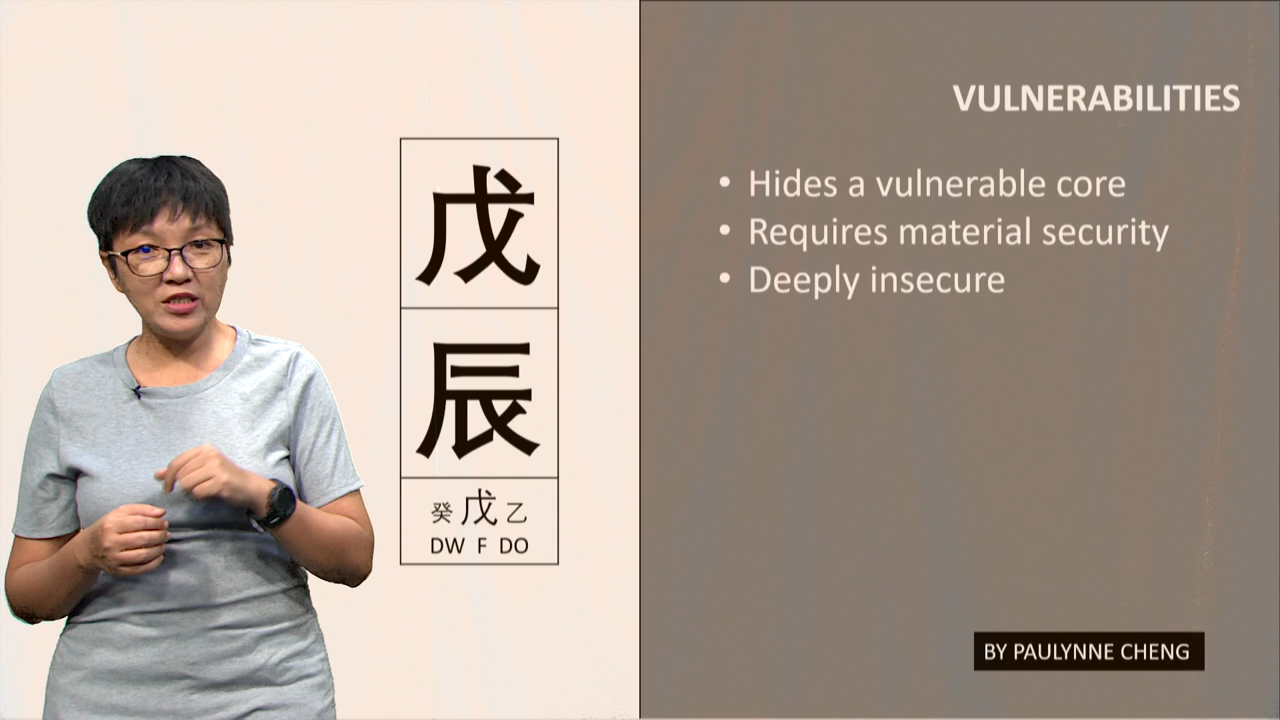 戊
辰
癸 戊 乙
DW F DO
VULNERABILITIES
• Hides a vulnerable core
• Requires material security
• Deeply insecure
BY PAULYNNE CHENG